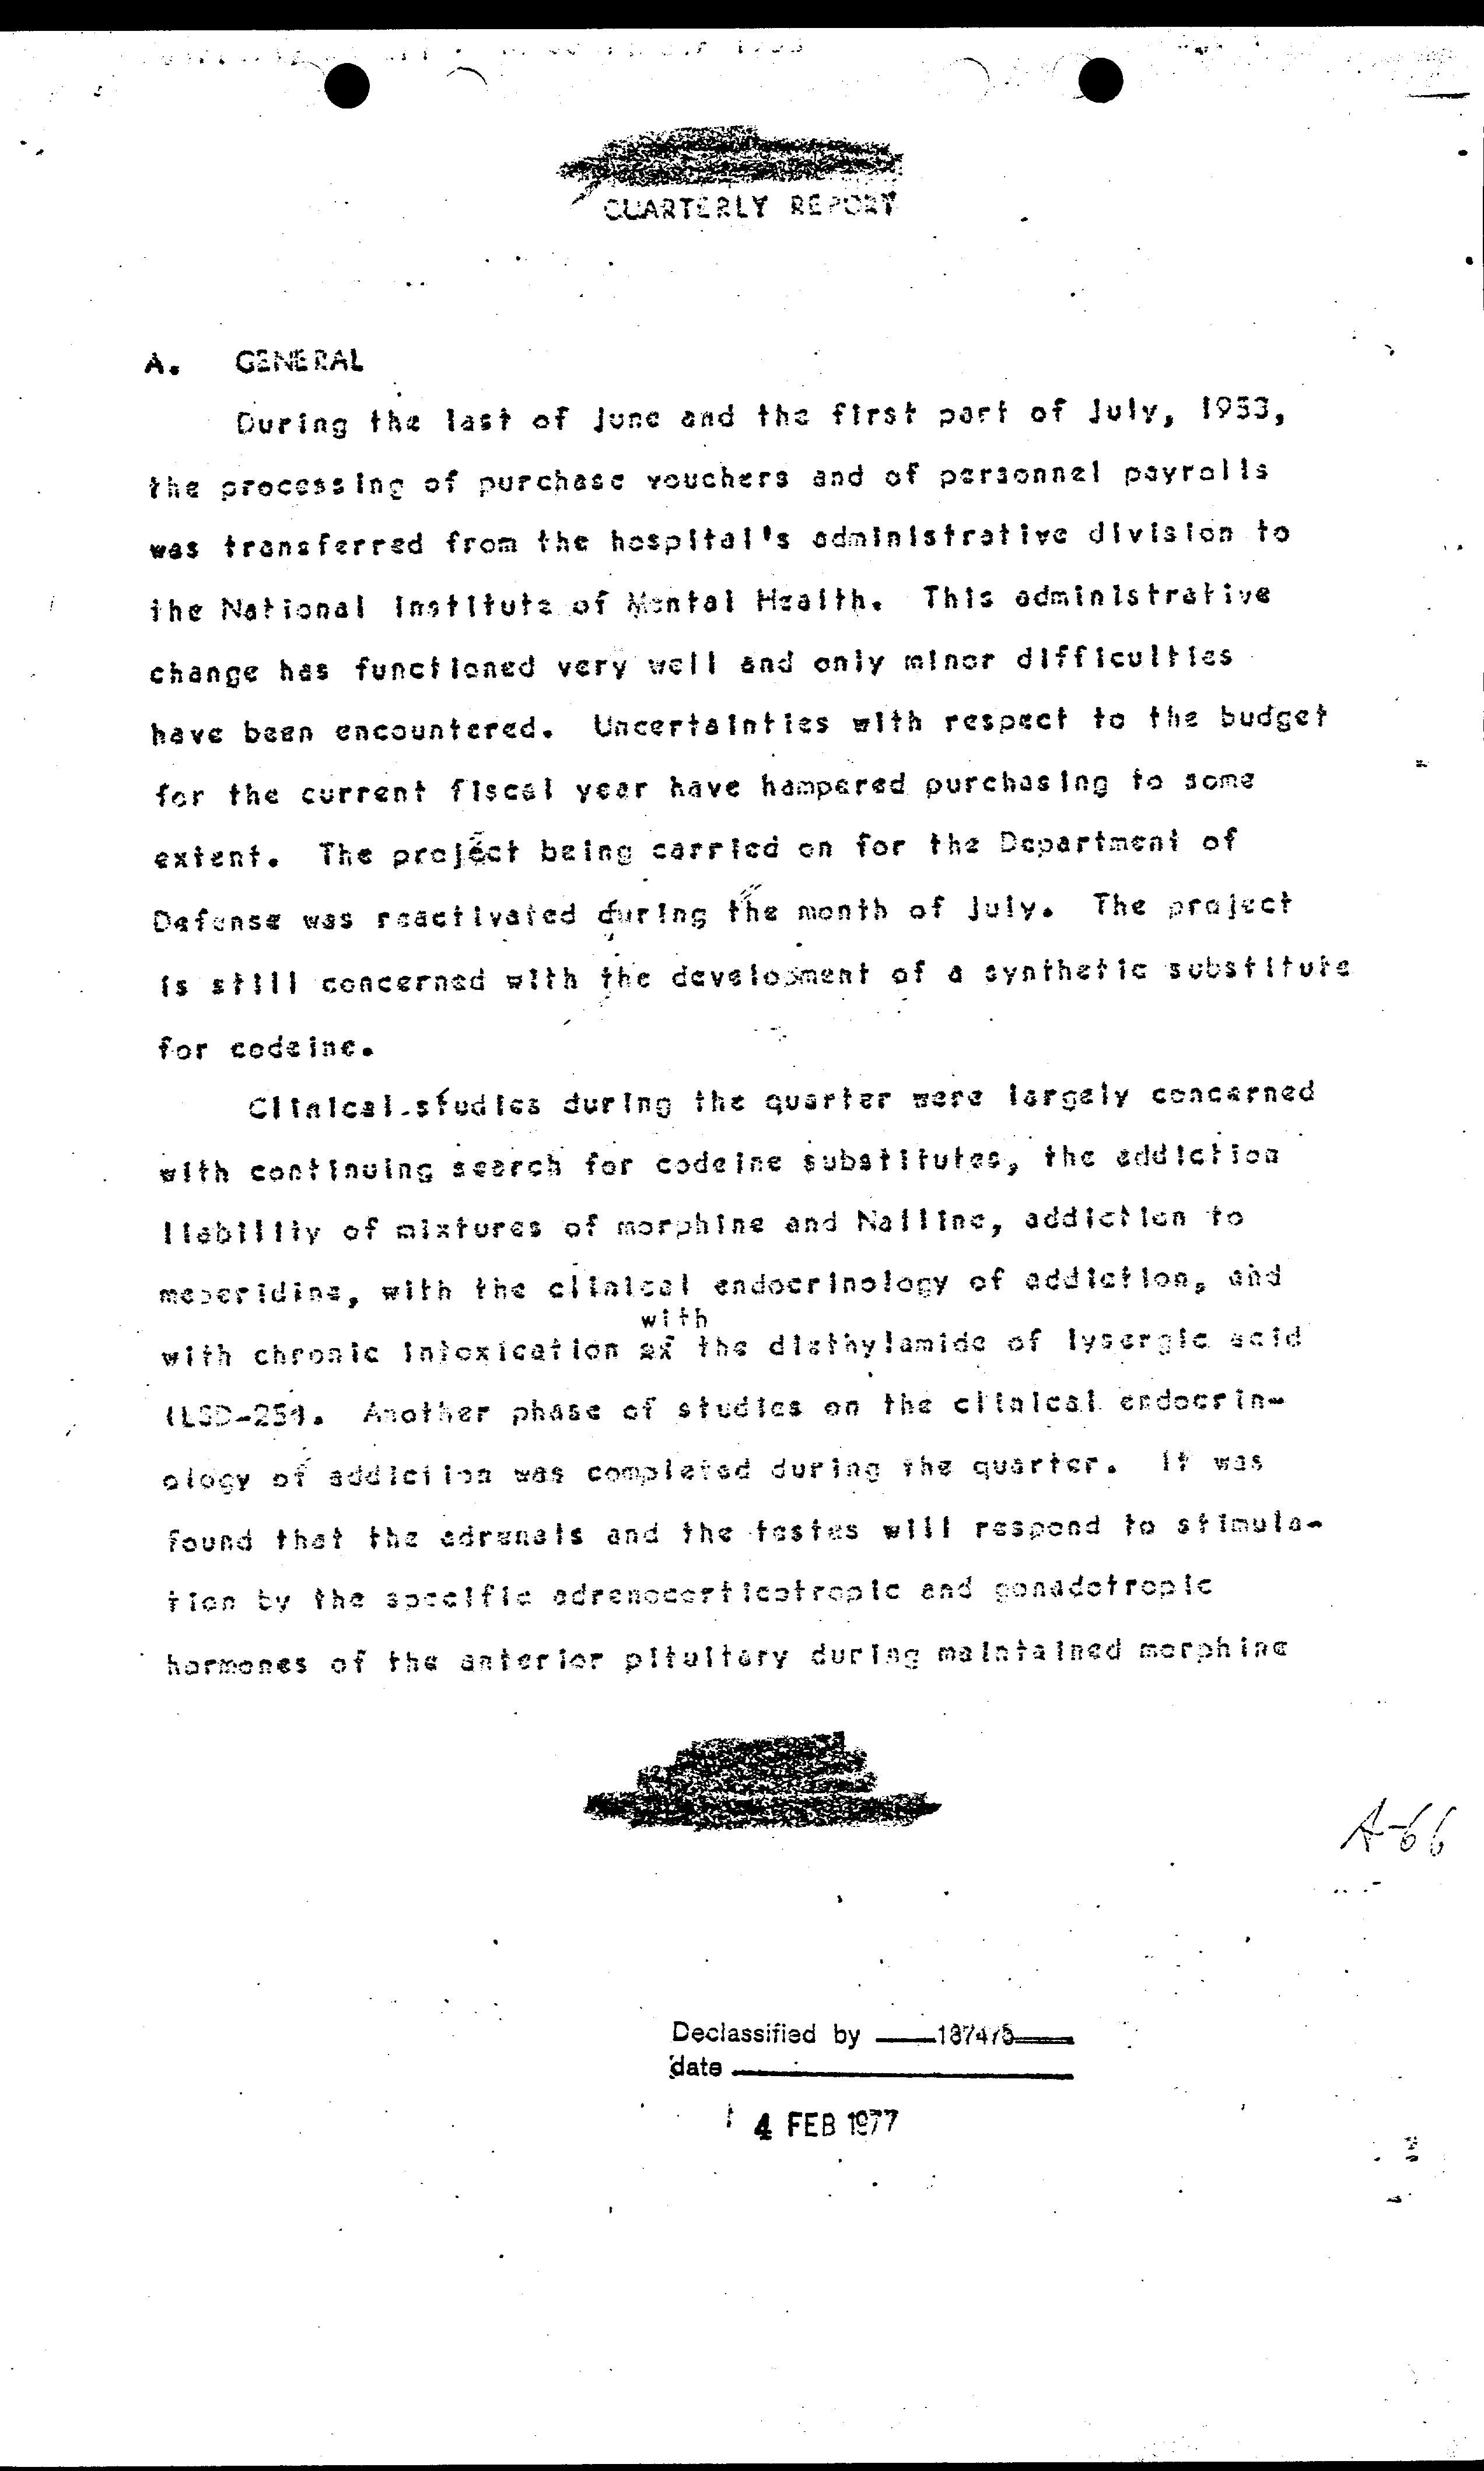 QUARTERLY REPORT
A. GENERAL
During the last of June and the first part of July, 1953,
the processing of purchase vouchers and of personnel payrolls
was transferred from the hospital's administrative division to
the National Institute of Mental Health. This administrative
change has functioned very well and only minor difficulties
have been encountered. Uncertainties with respect to the budget
for the current fiscal year have hampered purchasing to some
extent. The project being carried on for the Department of
Defense was reactivated during the month of July. The project
is still concerned with the development of a synthetic substitute
for codeine.
Clinical studies during the quarter were largely concerned
with continuing search for codeine substitutes, the addiction
liability of mixtures of morphine and Nalline, addiction to
meperidine, with the clinical endocrinology of addiction, and
with
with chronic intoxication of the diethylamide of lysergic acid
(LSD-25). Another phase of studies on the clinical endocrin-
ology of addiction was completed during the quarter. It was
found that the adrenals and the testes will respond to stimula-
tion by the specific adrenocorticotropic and gonadotropic
hormones of the anterior pituitary during maintained morphine
A-66
Declassified by 187475
date
4 FEB 1977